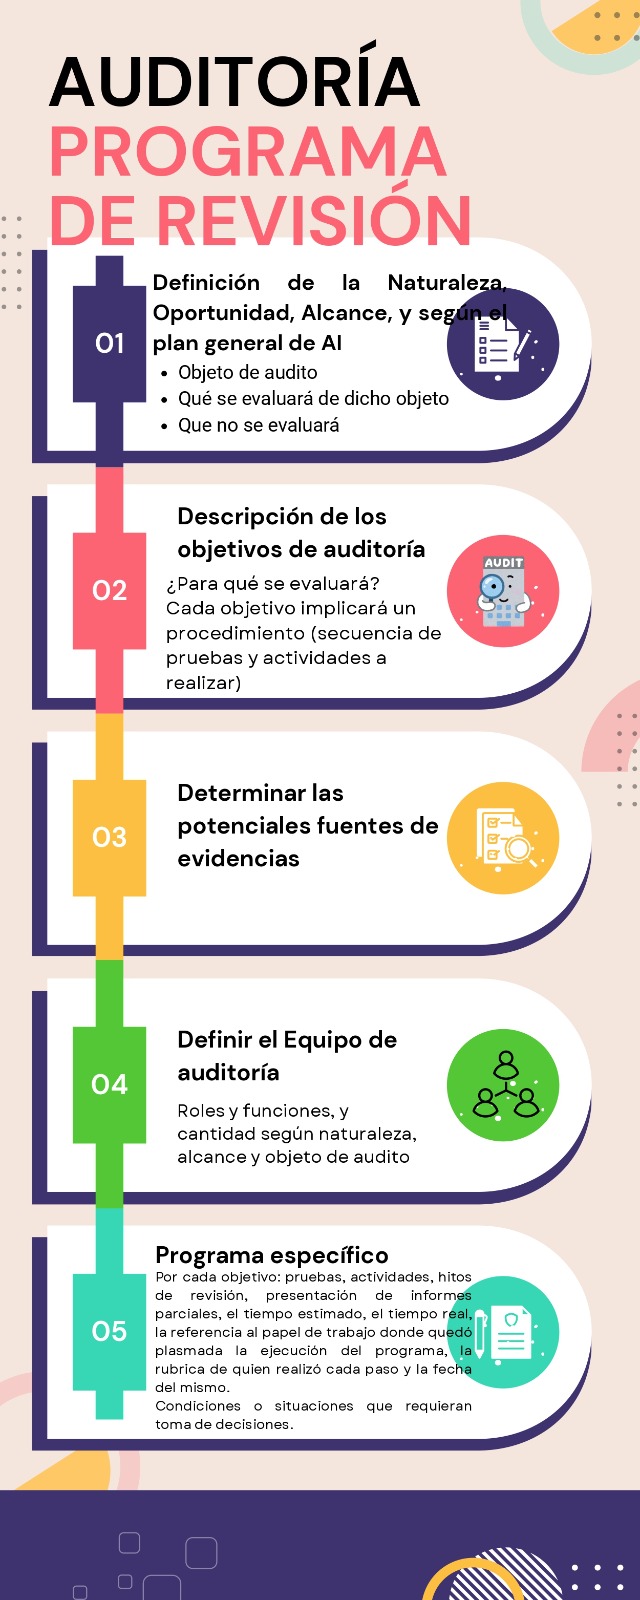 AUDITORÍA
PROGRAMA
DE REVISIÓN
01
Definición de la Naturaleza,
Oportunidad, Alcance, y según el
plan general de AI
• Objeto de audito
• Qué se evaluará de dicho objeto
• Que no se evaluará
02
Descripción de los
objetivos de auditoría
¿Para qué se evaluará?
Cada objetivo implicará un
procedimiento (secuencia de
pruebas y actividades a
realizar)
AUDIT
03
Determinar las
potenciales fuentes de
evidencias
04
Definir el Equipo de
auditoría
Roles y funciones, y
cantidad según naturaleza,
alcance y objeto de audito
05
Programa específico
Por cada objetivo: pruebas, actividades, hitos
de revisión, presentación de informes
parciales, el tiempo estimado, el tiempo real,
la referencia al papel de trabajo donde quedó
plasmada la ejecución del programa, la
rubrica de quien realizó cada paso y la fecha
del mismo.
Condiciones o situaciones que requieran
toma de decisiones.